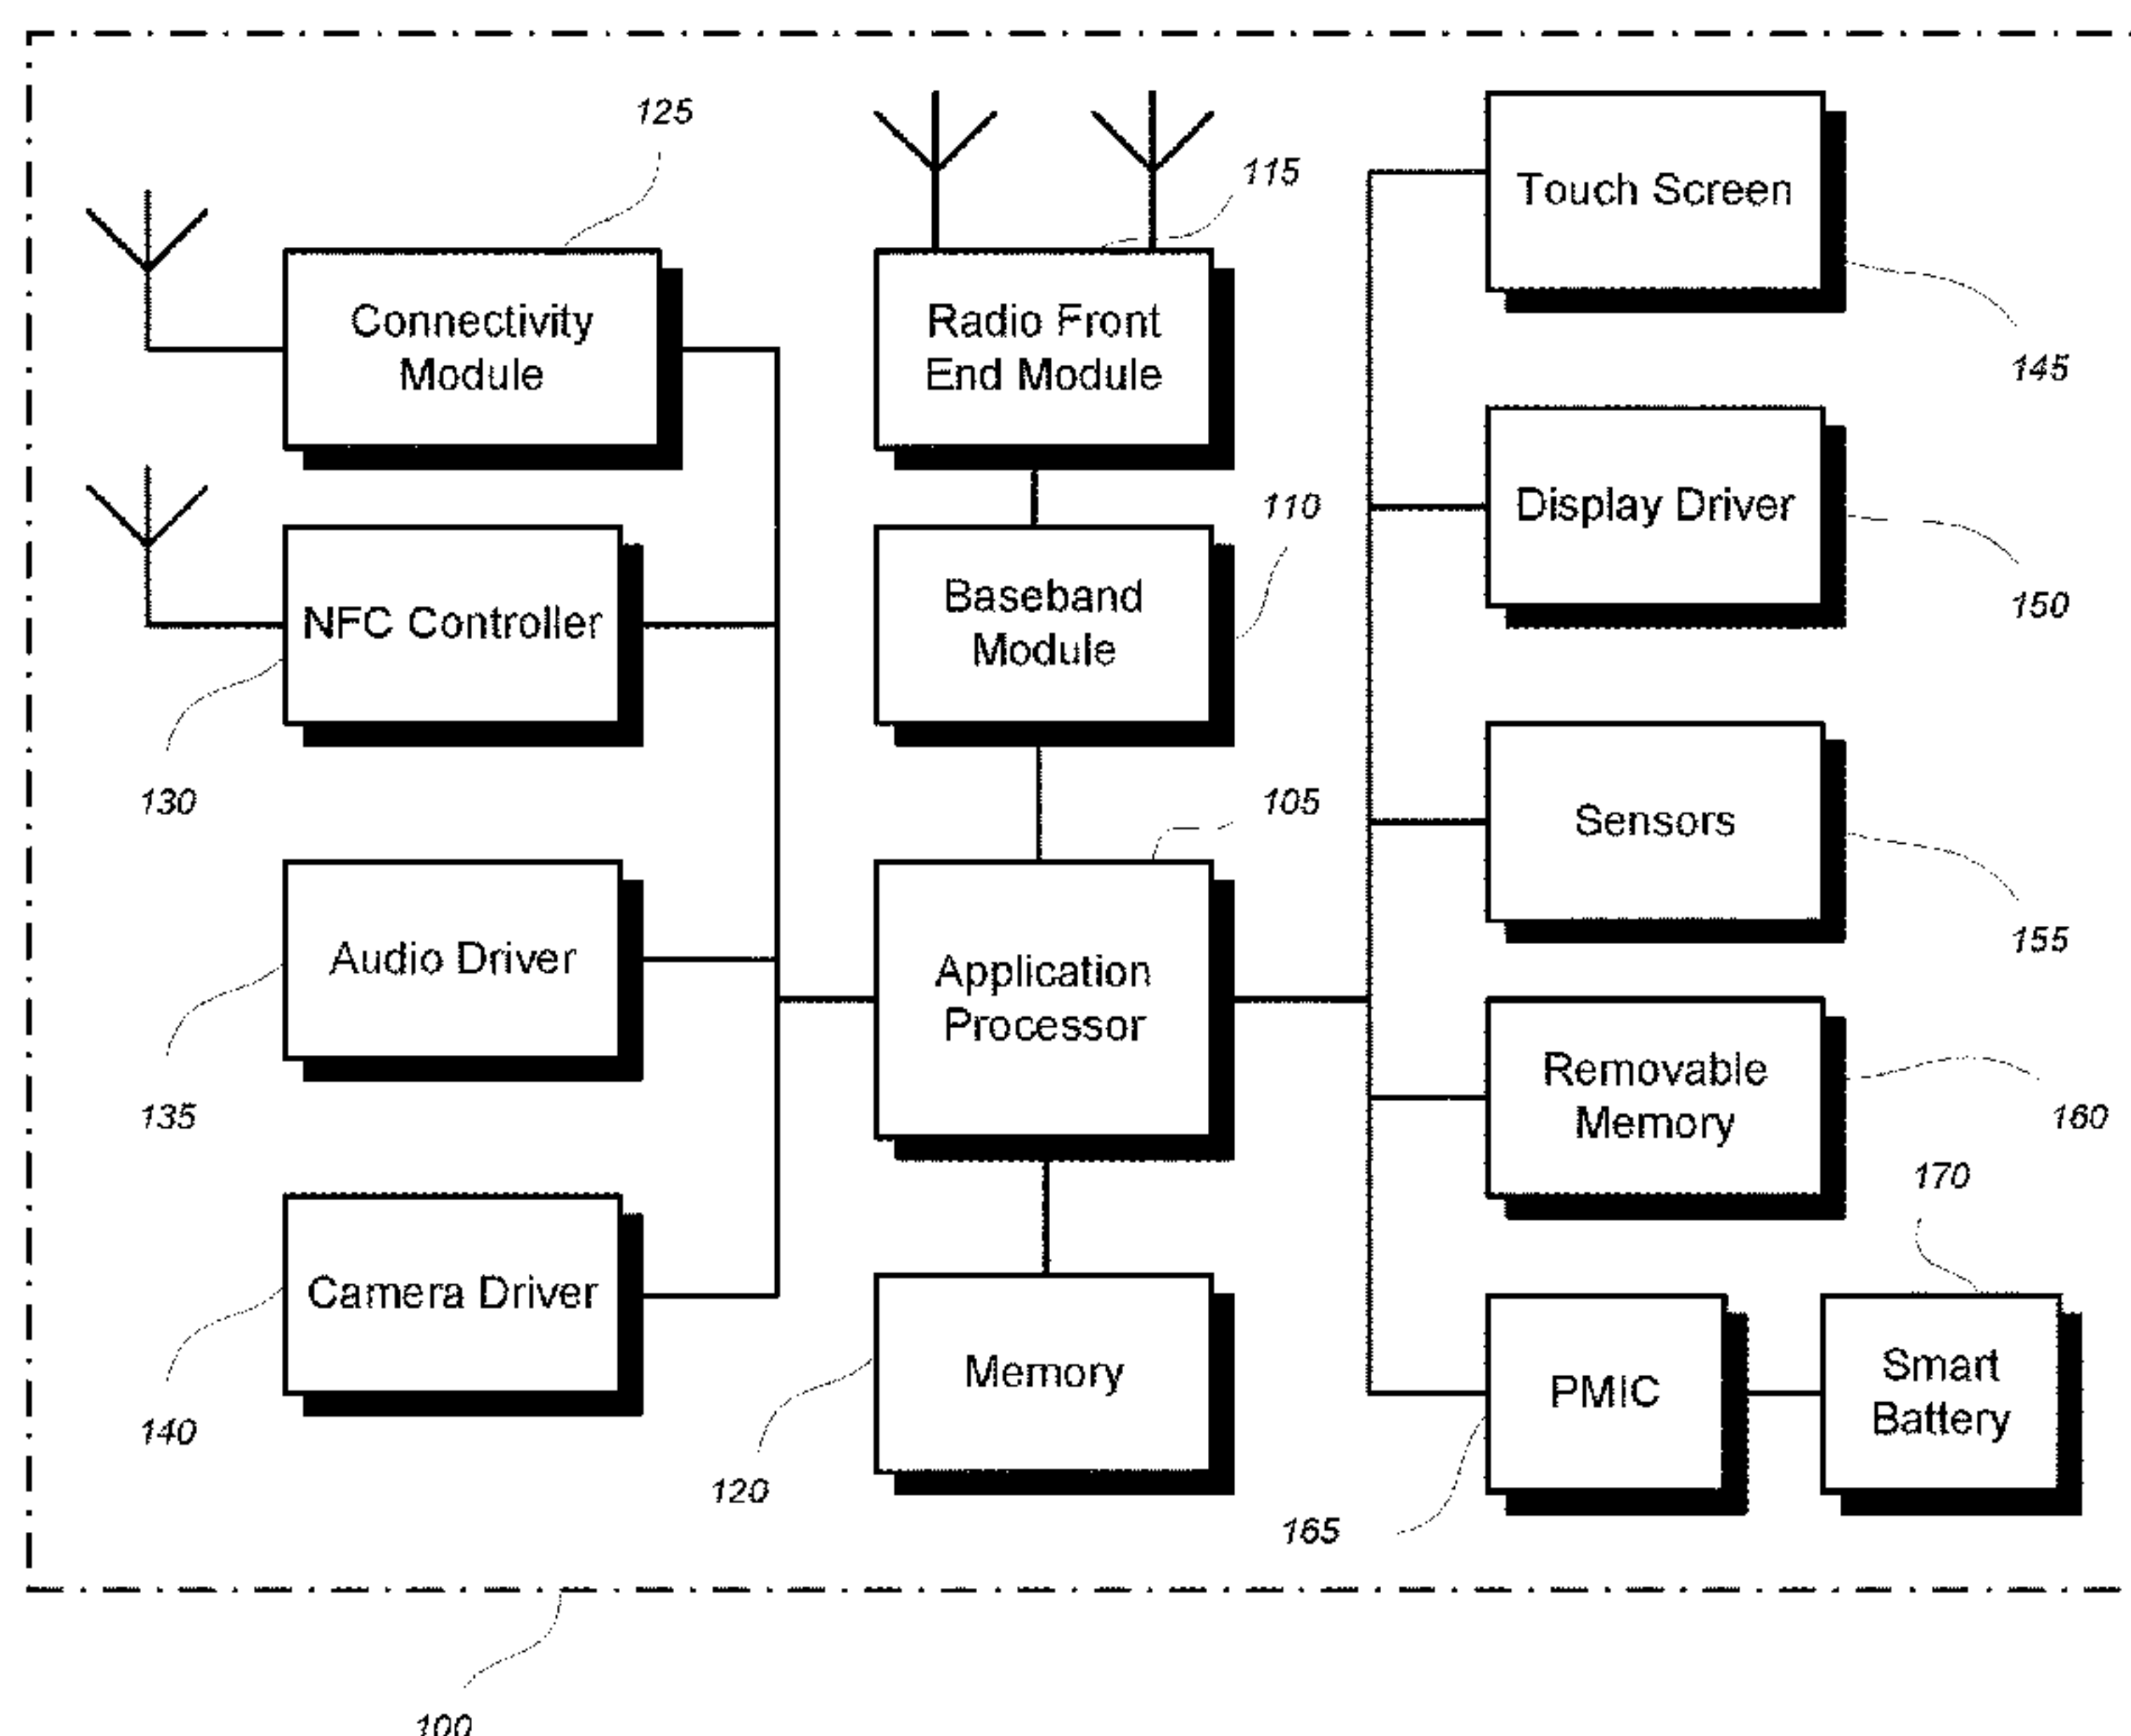 125
115
Touch Screen
145
Connectivity
Module
Radio Front
End Module
Display Driver
150
110
NFC Controller
130
Baseband
Module
105
Sensors
155
Audio Driver
135
Application
Processor
Removable
Memory
160
170
Camera Driver
140
Memory
120
PMIC
165
Smart
Battery
100